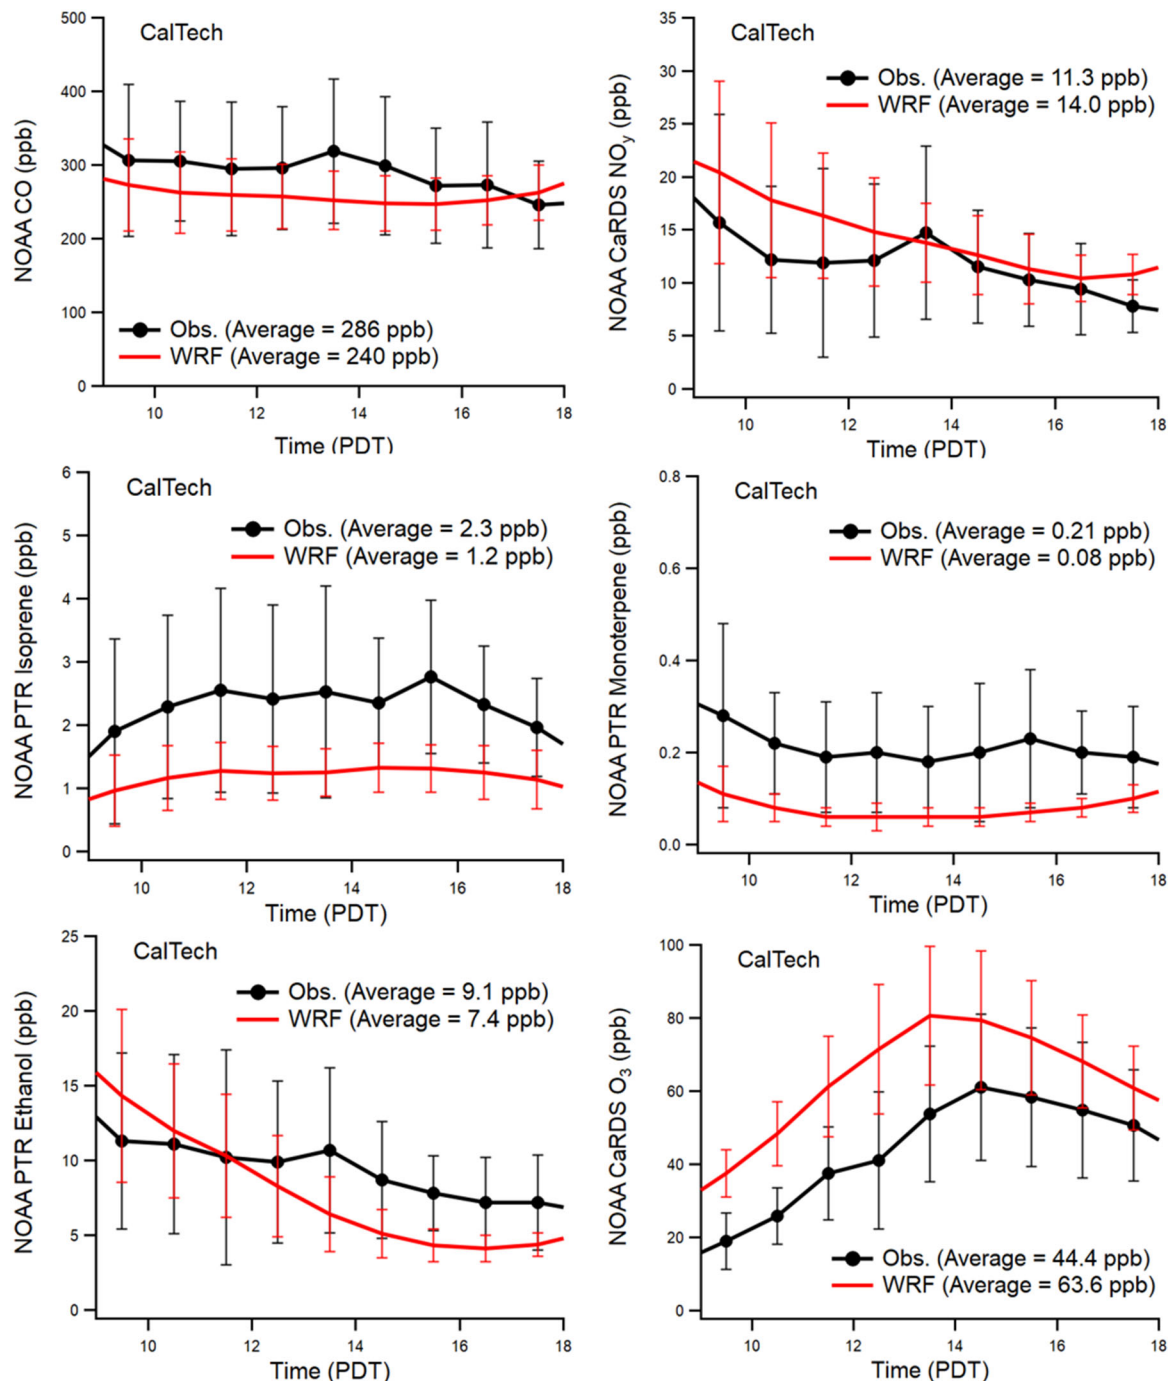 500
400
300
200
100
0
NOAA CO (ppb)
CalTech
Obs. (Average = 286 ppb)
WRF (Average = 240 ppb)
10 12 14 16 18
Time (PDT)
35
30
25
20
15
10
5
0
NOAA CaRDS NOy (ppb)
CalTech
Obs. (Average = 11.3 ppb)
WRF (Average = 14.0 ppb)
10 12 14 16 18
Time (PDT)
6
5
4
3
2
1
0
NOAA PTR Isoprene (ppb)
CalTech
Obs. (Average = 2.3 ppb)
WRF (Average = 1.2 ppb)
10 12 14 16 18
Time (PDT)
0.8
0.6
0.4
0.2
0.0
NOAA PTR Monoterpene (ppb)
CalTech
Obs. (Average = 0.21 ppb)
WRF (Average = 0.08 ppb)
10 12 14 16 18
Time (PDT)
25
20
15
10
5
0
NOAA PTR Ethanol (ppb)
CalTech
Obs. (Average = 9.1 ppb)
WRF (Average = 7.4 ppb)
10 12 14 16 18
Time (PDT)
100
80
60
40
20
0
NOAA CaRDS O3 (ppb)
CalTech
Obs. (Average = 44.4 ppb)
WRF (Average = 63.6 ppb)
10 12 14 16 18
Time (PDT)